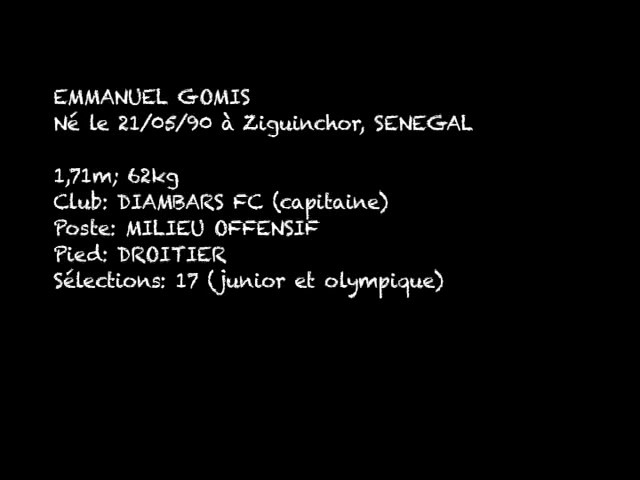 EMMANUEL GOMIS
Né le 21/05/90 à Ziguinchor, SENEGAL
1,71m; 62kg
Club: DIAMBARS FC (capitaine)
Poste: MILIEU OFFENSIF
Pied: DROITIER
Sélections: 17 (junior et olympique)